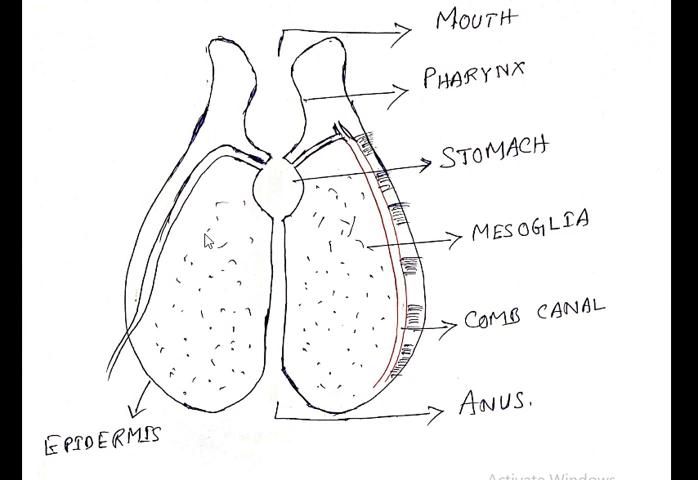 MOUTH
PHARYNX
STOMACH
MESOGLIA
COMB CANAL
ANUS.
EPIDERMIS
Activate Windows